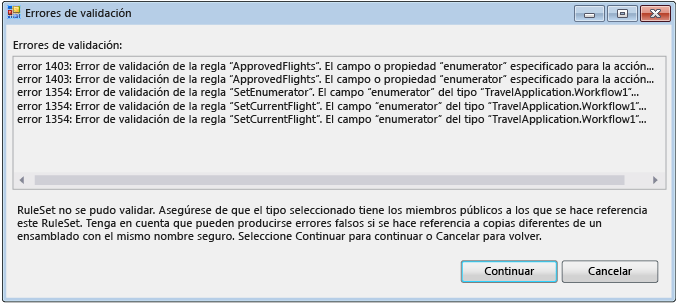 Errores de validación
Errores de validación:
error 1403: Error de validación de la regla “ApprovedFlights”. El campo o propiedad “enumerator” especificado para la acción...
error 1403: Error de validación de la regla “ApprovedFlights”. El campo o propiedad “enumerator” especificado para la acción...
error 1354: Error de validación de la regla “SetEnumerator”. El campo “enumerator” del tipo “TravelApplication.Workflow1”...
error 1354: Error de validación de la regla “SetCurrentFlight”. El campo “enumerator” del tipo “TravelApplication.Workflow1”...
error 1354: Error de validación de la regla “SetCurrentFlight”. El campo “enumerator” del tipo “TravelApplication.Workflow1”...
RuleSet no se pudo validar. Asegúrese de que el tipo seleccionado tiene los miembros públicos a los que se hace referencia
este RuleSet. Tenga en cuenta que pueden producirse errores falsos si se hace referencia a copias diferentes de un
ensamblado con el mismo nombre seguro. Seleccione Continuar para continuar o Cancelar para volver.
Continuar Cancelar